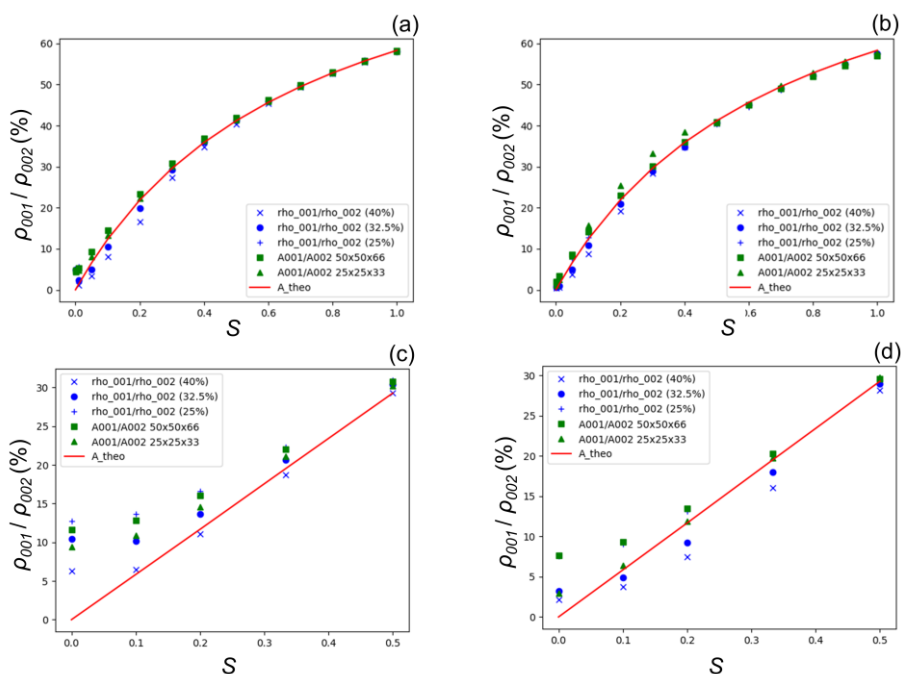 (a)
ρ001 / ρ002 (%)
60
50
40
30
20
10
0
rho_001/rho_002 (40%)
rho_001/rho_002 (32.5%)
rho_001/rho_002 (25%)
A001/A002 50x50x66
A001/A002 25x25x33
A_theo
0.0 0.2 0.4 0.6 0.8 1.0
S
(b)
ρ001 / ρ002 (%)
60
50
40
30
20
10
0
rho_001/rho_002 (40%)
rho_001/rho_002 (32.5%)
rho_001/rho_002 (25%)
A001/A002 50x50x66
A001/A002 25x25x33
A_theo
0.0 0.2 0.4 0.6 0.8 1.0
S
(c)
ρ001 / ρ002 (%)
rho_001/rho_002 (40%)
rho_001/rho_002 (32.5%)
rho_001/rho_002 (25%)
A001/A002 50x50x66
A001/A002 25x25x33
A_theo
30
25
20
15
10
5
0
0.0 0.1 0.2 0.3 0.4 0.5
S
(d)
ρ001 / ρ002 (%)
rho_001/rho_002 (40%)
rho_001/rho_002 (32.5%)
rho_001/rho_002 (25%)
A001/A002 50x50x66
A001/A002 25x25x33
A_theo
30
25
20
15
10
5
0
0.0 0.1 0.2 0.3 0.4 0.5
S